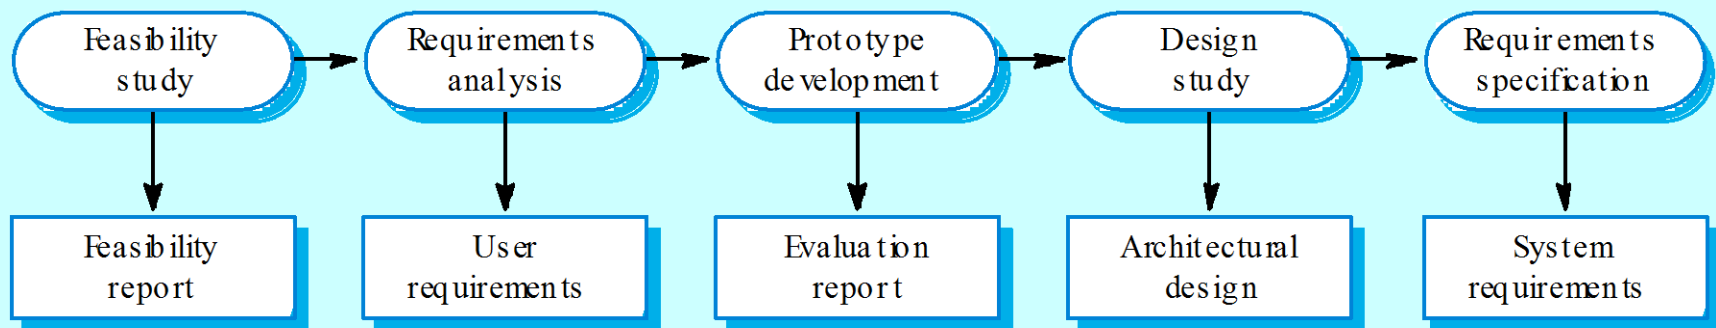 Feasibility
study
Requirements
analysis
Prototype
development
Design
study
Requirements
specification
Feasibility
report
User
requirements
Evaluation
report
Architectural
design
System
requirements